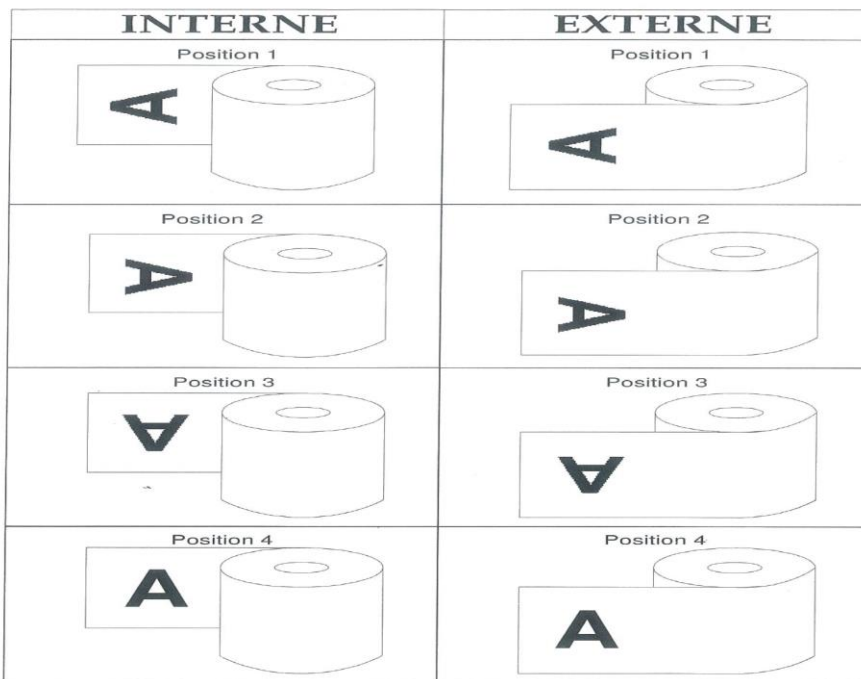 INTERNE EXTERNE
Position 1 Position 1
A A
Position 2 Position 2
A A
Position 3 Position 3
A A
Position 4 Position 4
A A